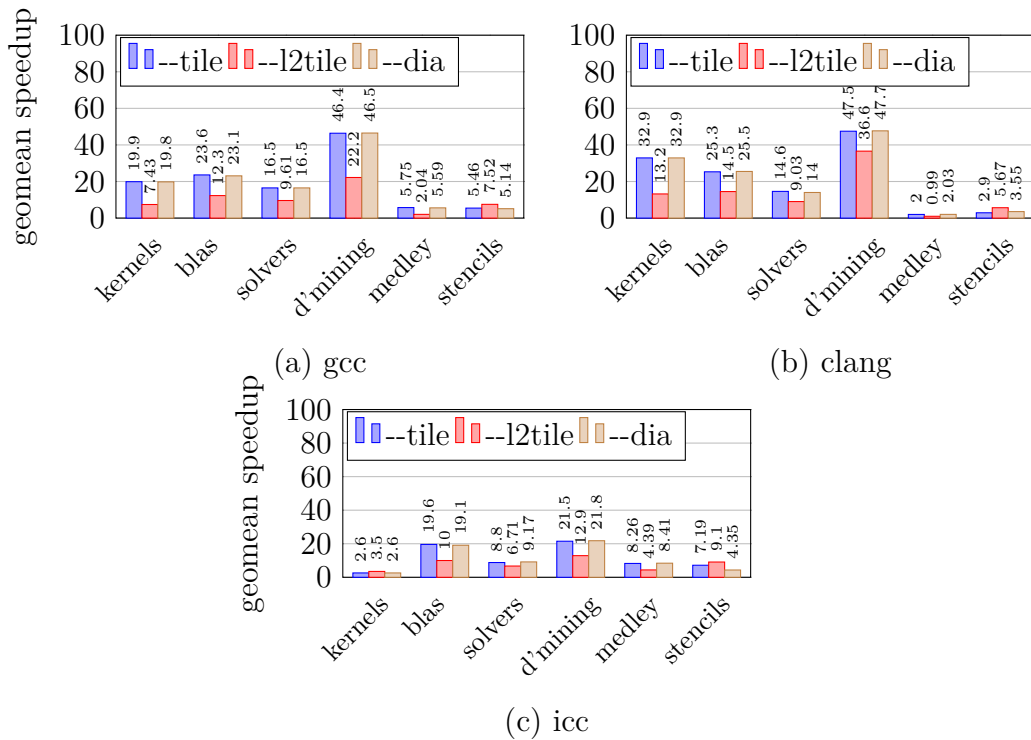 geomean speedup
100
80
60
40
20
0
--tile --l2tile --dia
19.9 7.43 19.8 23.6 12.3 23.1 16.5 9.61 16.5 46.4 22.2 46.5 5.75 2.04 5.59 5.46 7.52 5.14
kernels blas solvers d'mining medley stencils
(a) gcc
100
80
60
40
20
0
--tile --l2tile --dia
32.9 13.2 32.9 25.3 14.5 25.5 14.6 9.03 14 47.5 36.6 47.7 2 0.99 2.03 2.9 5.67 3.55
kernels blas solvers d'mining medley stencils
(b) clang
geomean speedup
100
80
60
40
20
0
--tile --l2tile --dia
2.6 3.5 2.6 19.6 10 19.1 8.8 6.71 9.17 21.5 12.9 21.8 8.26 4.39 8.41 7.19 9.1 4.35
kernels blas solvers d'mining medley stencils
(c) icc